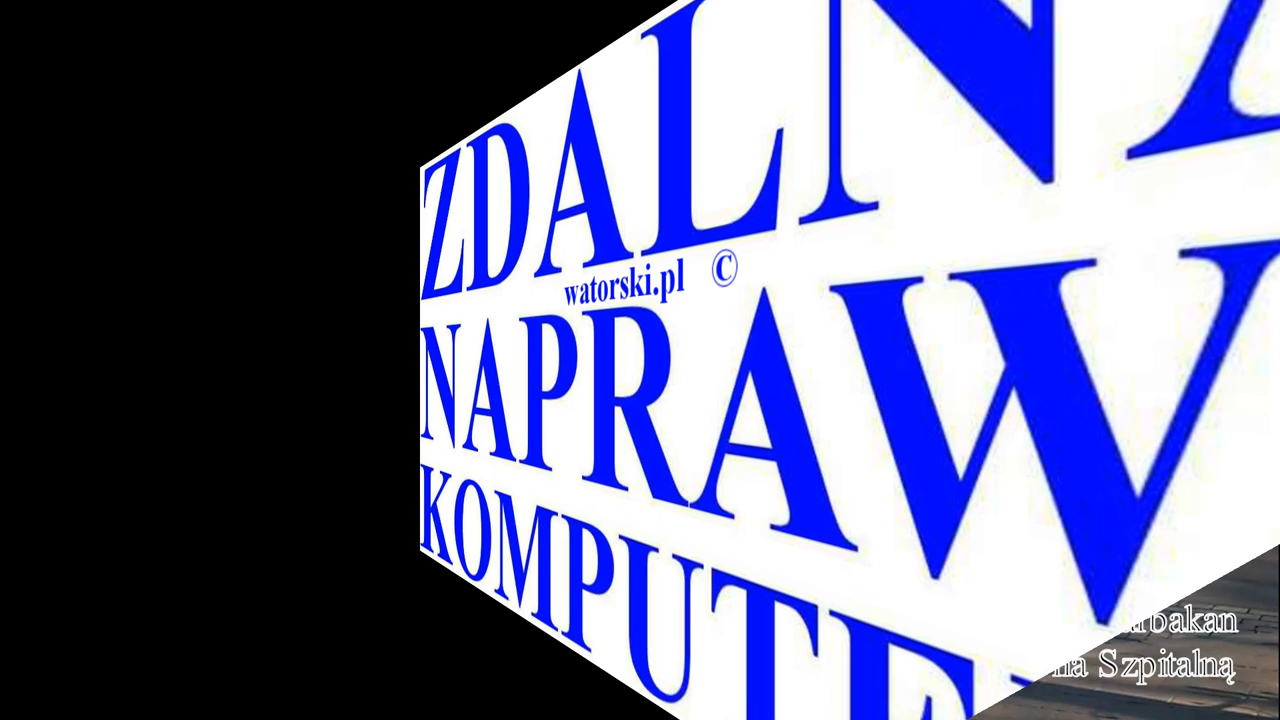 ZDALN
watorski.pl ©
NAPRAW
KOMPUTE
na Szpitalną